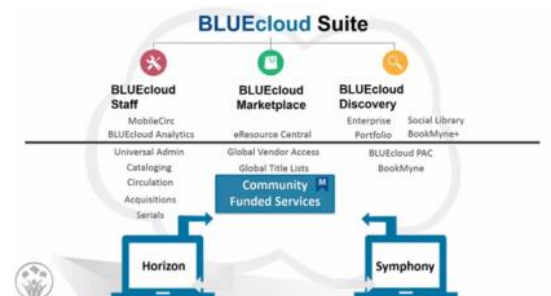 BLUEcloud Suite
BLUEcloud
Staff
MobileCirc
BLUEcloud Analytics
Universal Admin
Cataloging
Circulation
Acquisitions
Serials
BLUEcloud
Marketplace
eResource Central
Global Vendor Access
Global Title Lists
BLUEcloud
Discovery
Enterprise
Portfolio
Social Library
BookMyne+
BLUEcloud PAC
BookMyne
Community
Funded Services
M
Horizon
Symphony